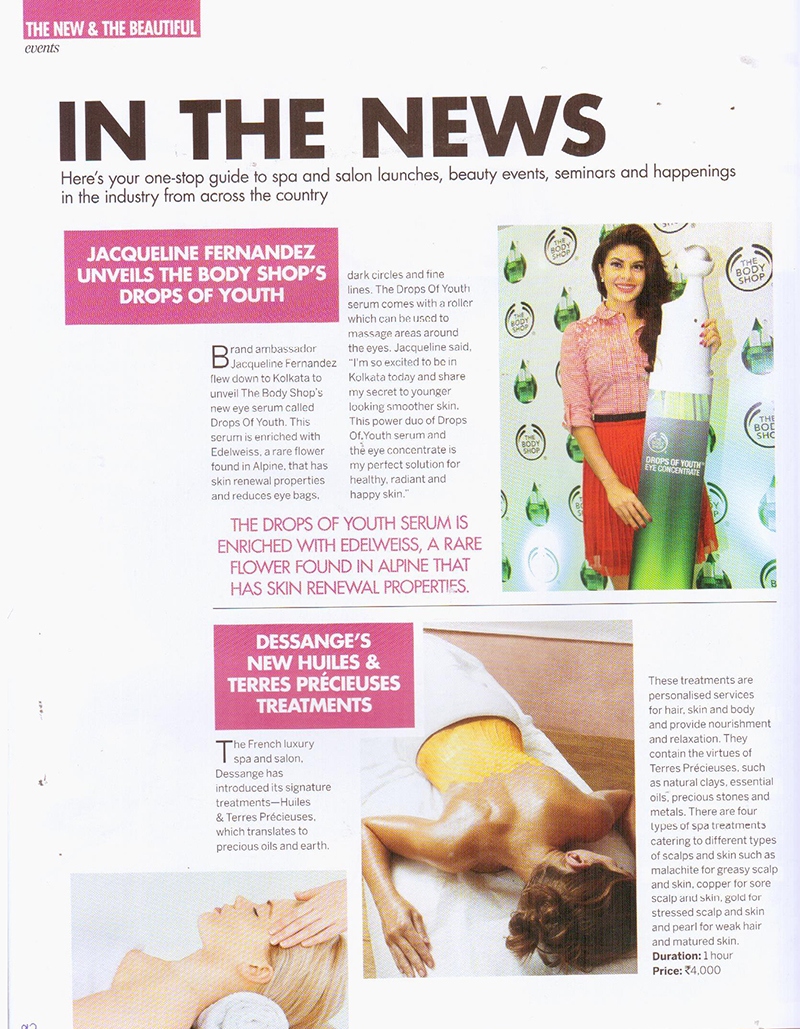 THE NEW & THE BEAUTIFUL
events
IN THE NEWS
Here's your one-stop guide to spa and salon launches, beauty events, seminars and happenings
in the industry from across the country
JACQUELINE FERNANDEZ
UNVEILS THE BODY SHOP'S
DROPS OF YOUTH
Brand ambassador
Jacqueline Fernandez
flew down to Kolkata to
unveil The Body Shop's
new eye serum called
Drops Of Youth. This
serum is enriched with
Edelweiss, a rare flower
found in Alpine, that has
skin renewal properties
and reduces eye bags,
dark circles and fine
lines. The Drops Of Youth
serum comes with a roller
which can be used to
massage areas around
the eyes. Jacqueline said,
"I'm so excited to be in
Kolkata today and share
my secret to younger
looking smoother skin.
This power duo of Drops
Of Youth serum and
the eye concentrate is
my perfect solution for
healthy, radiant and
happy skin."
THE DROPS OF YOUTH SERUM IS
ENRICHED WITH EDELWEISS, A RARE
FLOWER FOUND IN ALPINE THAT
HAS SKIN RENEWAL PROPERTIES.
THE
BODY
SHOP
THE
BODY
SHOP
THE
BODY
SHOP
THE
BODY
SHOP
DROPS OF YOUTH™
EYE CONCENTRATE
DESSANGE'S
NEW HUILES &
TERRES PRÉCIEUSES
TREATMENTS
The French luxury
spa and salon,
Dessange has
introduced its signature
treatments—Huiles
& Terres Précieuses,
which translates to
precious oils and earth.
These treatments are
personalised services
for hair, skin and body
and provide nourishment
and relaxation. They
contain the virtues of
Terres Précieuses, such
as natural clays, essential
oils, precious stones and
metals. There are four
types of spa treatments
catering to different types
of scalps and skin such as
malachite for greasy scalp
and skin, copper for sore
scalp and skin, gold for
stressed scalp and skin
and pearl for weak hair
and matured skin.
Duration: 1 hour
Price: ₹4,000